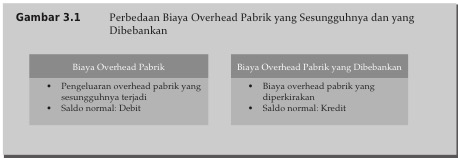 Gambar 3.1 Perbedaan Biaya Overhead Pabrik yang Sesungguhnya dan yang
Dibebankan
Biaya Overhead Pabrik
• Pengeluaran overhead pabrik yang
sesungguhnya terjadi
• Saldo normal: Debit
Biaya Overhead Pabrik yang Dibebankan
• Biaya overhead pabrik yang
diperkirakan
• Saldo normal: Kredit